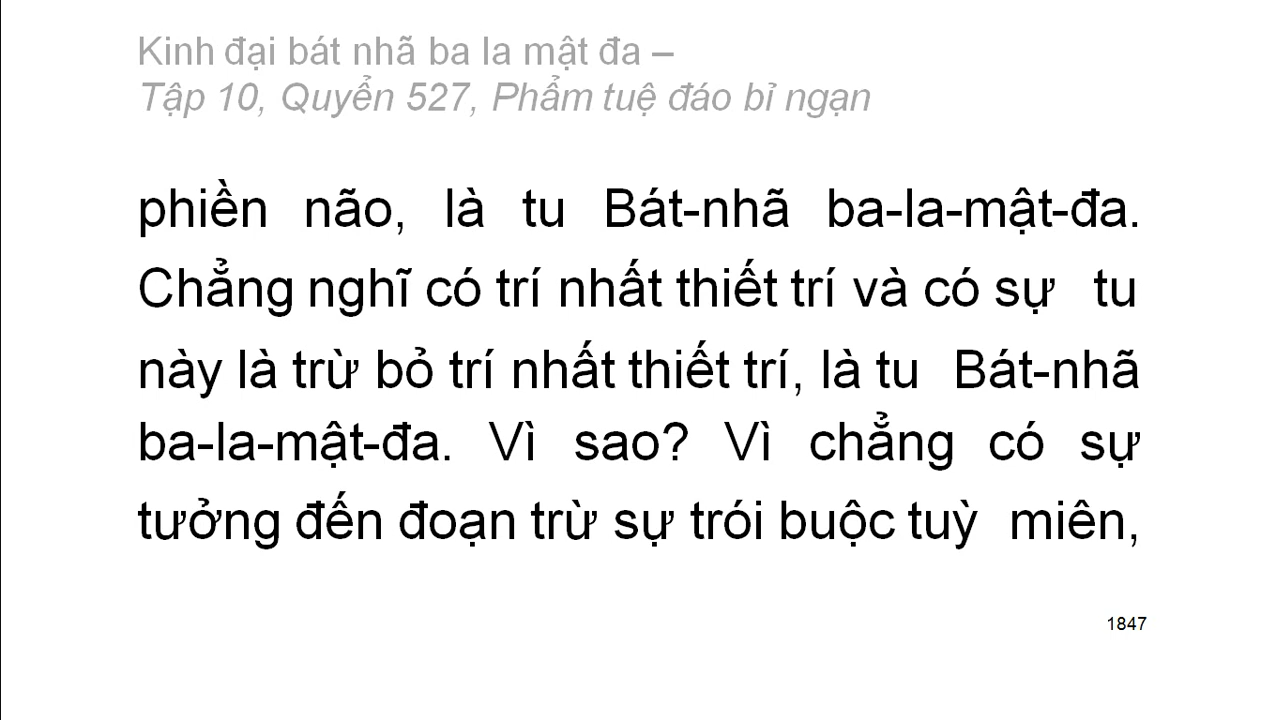 Kinh đại bát nhã ba la mật đa –
Tập 10, Quyển 527, Phẩm tuệ đáo bỉ ngạn
phiền não, là tu Bát-nhã ba-la-mật-đa.
Chẳng nghĩ có trí nhất thiết trí và có sự tu
này là trừ bỏ trí nhất thiết trí, là tu Bát-nhã
ba-la-mật-đa. Vì sao? Vì chẳng có sự
tưởng đến đoạn trừ sự trói buộc tuỳ miên,
1847